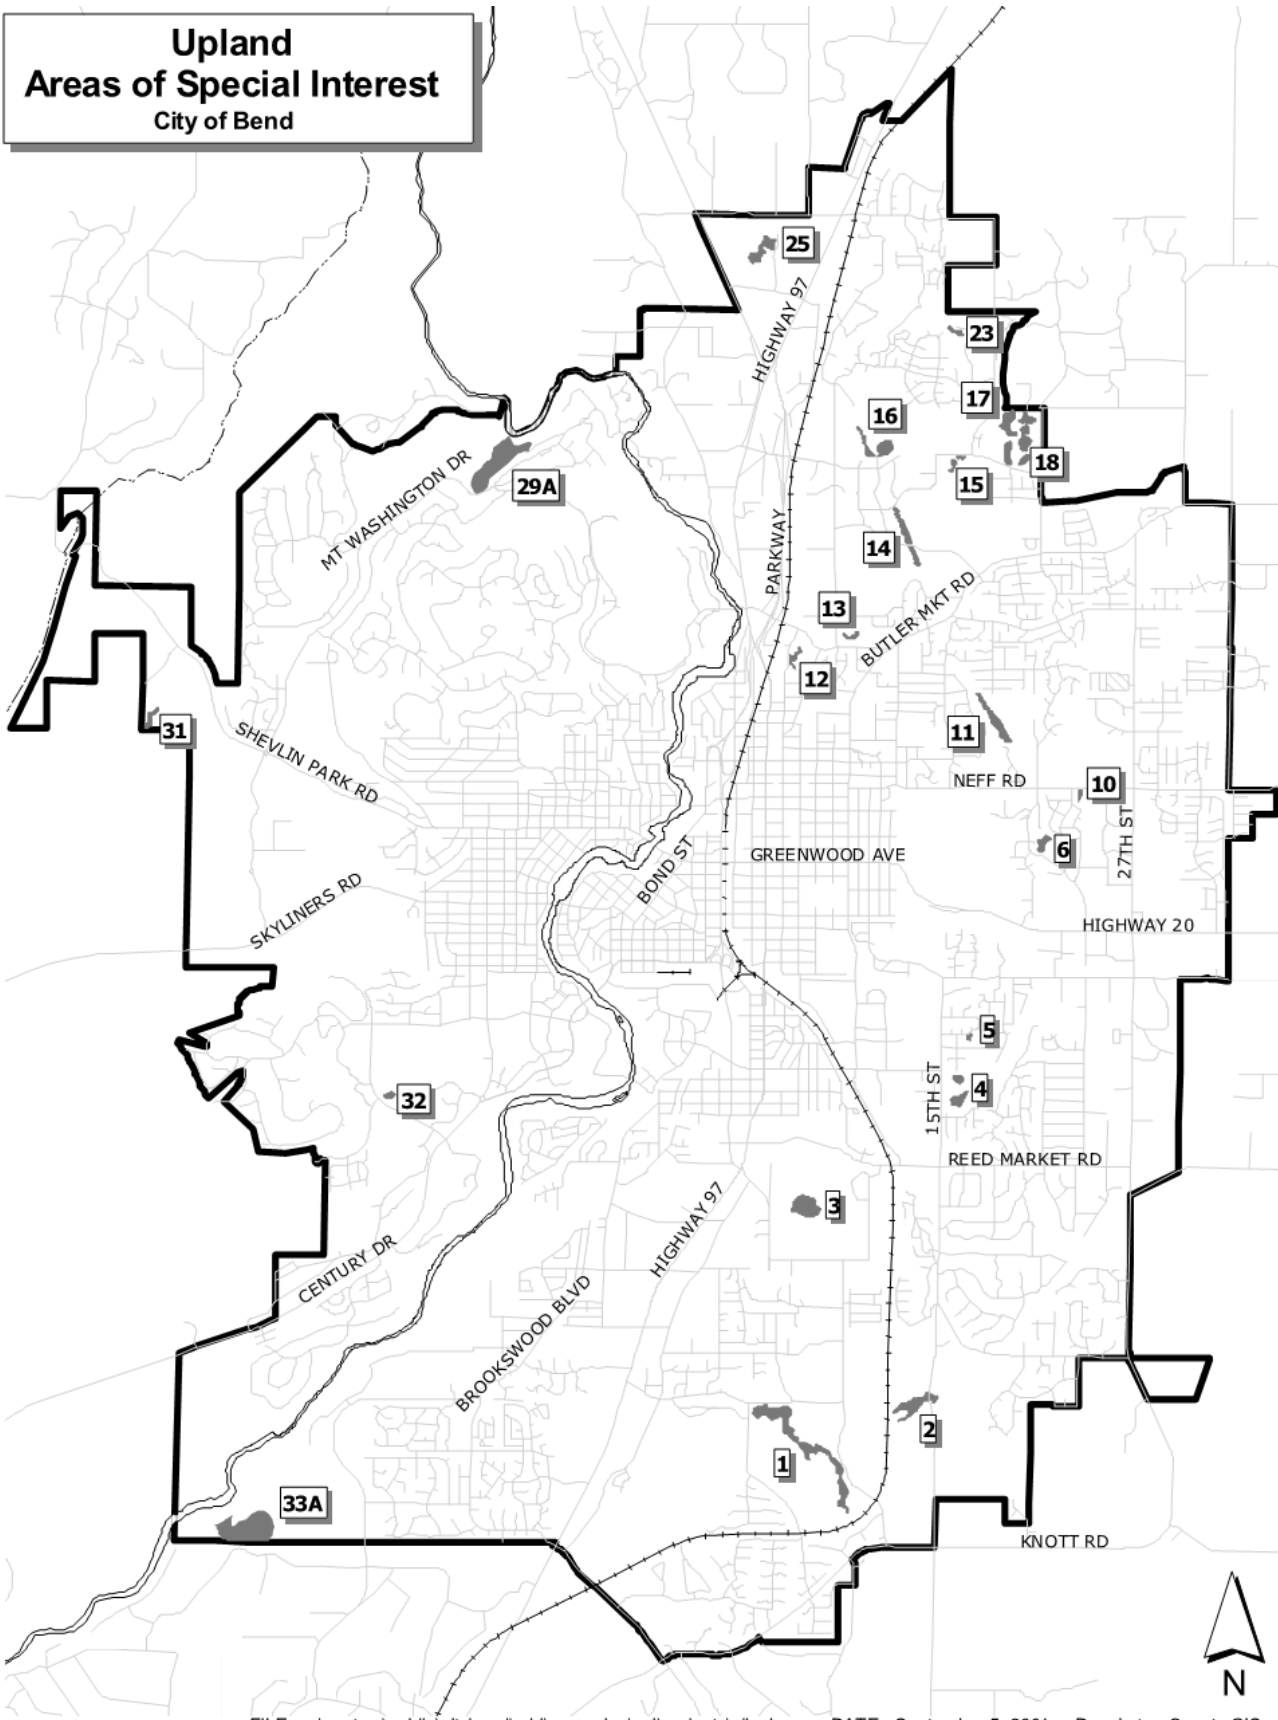 Upland
Areas of Special Interest
City of Bend
25
HIGHWAY 97
23
17
16
18
15
29A
MT WASHINGTON DR
14
PARKWAY
13
BUTLER MKT RD
12
31
11
SHEVLIN PARK RD
NEFF RD
10
27TH ST
6
GREENWOOD AVE
BOND ST
SKYLINERS RD
HIGHWAY 20
5
15TH ST
4
32
REED MARKET RD
3
HIGHWAY 97
CENTURY DR
BROOKSWOOD BLVD
2
1
33A
KNOTT RD
N